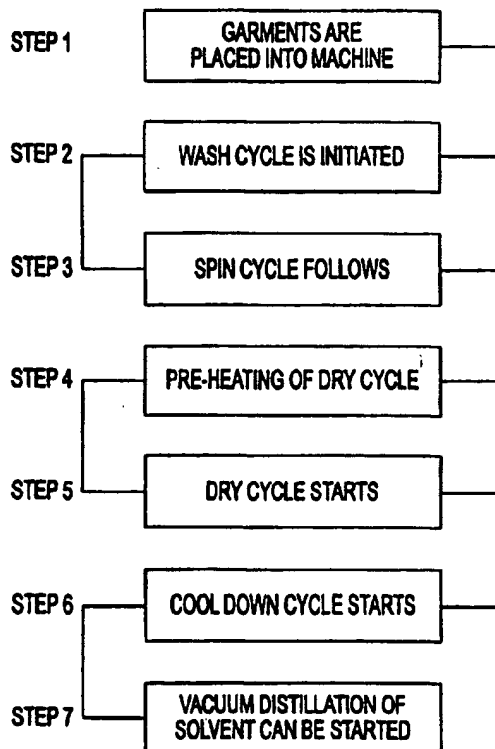 STEP 1
GARMENTS ARE
PLACED INTO MACHINE
STEP 2
WASH CYCLE IS INITIATED
STEP 3
SPIN CYCLE FOLLOWS
STEP 4
PRE-HEATING OF DRY CYCLE
STEP 5
DRY CYCLE STARTS
STEP 6
COOL DOWN CYCLE STARTS
STEP 7
VACUUM DISTILLATION OF
SOLVENT CAN BE STARTED